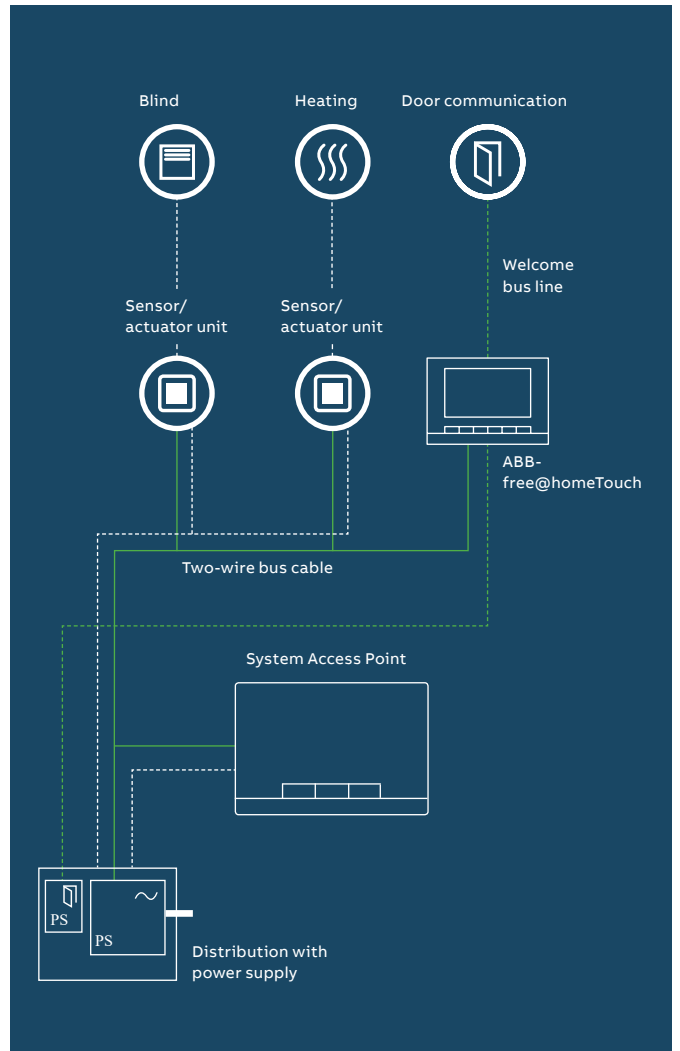 Blind
Heating
Door communication
Welcome
bus line
Sensor/
actuator unit
Sensor/
actuator unit
ABB-
free@homeTouch
Two-wire bus cable
System Access Point
PS
PS
Distribution with
power supply